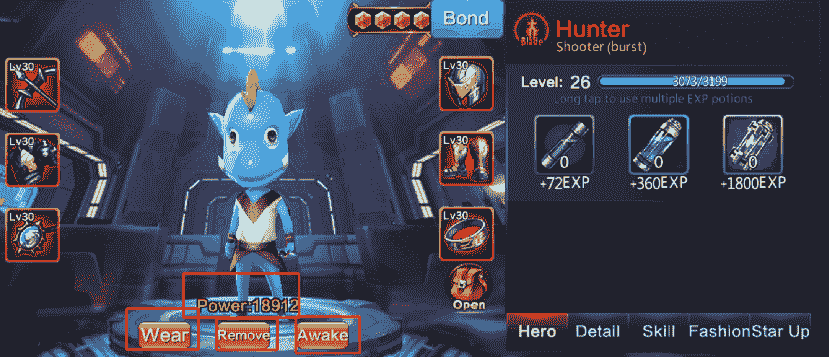 Bond
Blade
Hunter
Shooter (burst)
Lv30
Lv30
Level: 26
3073/3199
Long tap to use multiple EXP potions
Lv30
Lv30
0
0
0
+72EXP
+360EXP
+1800EXP
Lv30
Lv30
Open
Power:18912
Wear
Remove
Awake
Hero
Detail
Skill
Fashion
Star Up